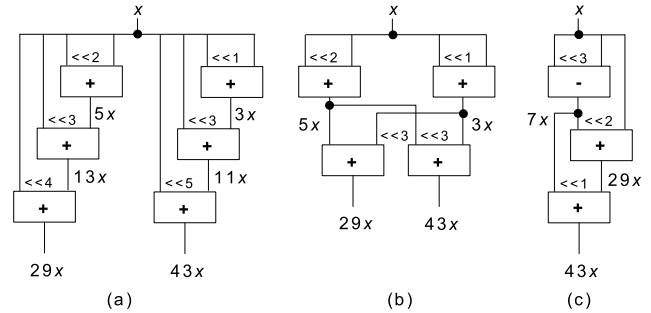 x x x
<<2 <<1 <<2 <<1 <<3
+ + + + -
5x 3x 5x 3x 7x
<<3 <<3 <<3 <<3 <<2
+ + + + +
13x 11x 29x
<<4 <<5 <<1
+ + +
29x 43x
29x 43x 43x
(a) (b) (c)